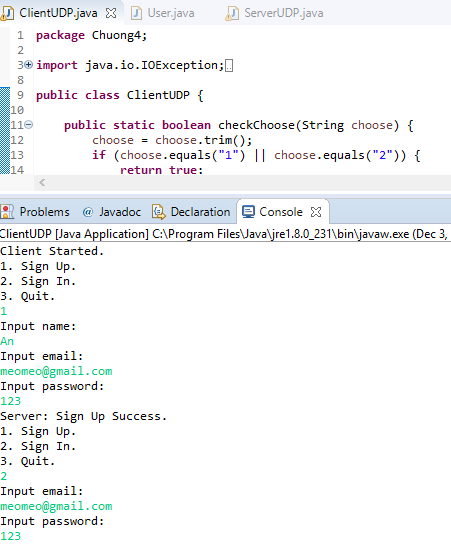 ClientUDP.java User.java ServerUDP.java
1 package Chuong4;
2
3 import java.io.IOException;
8
9 public class ClientUDP {
10
11 public static boolean checkChoose(String choose) {
12 choose = choose.trim();
13 if (choose.equals("1") || choose.equals("2")) {
14 return true;
Problems @ Javadoc Declaration Console
ClientUDP [Java Application] C:\Program Files\Java\jre1.8.0_231\bin\javaw.exe (Dec 3,
Client Started.
1. Sign Up.
2. Sign In.
3. Quit.
1
Input name:
An
Input email:
meomeo@gmail.com
Input password:
123
Server: Sign Up Success.
1. Sign Up.
2. Sign In.
3. Quit.
2
Input email:
meomeo@gmail.com
Input password:
123